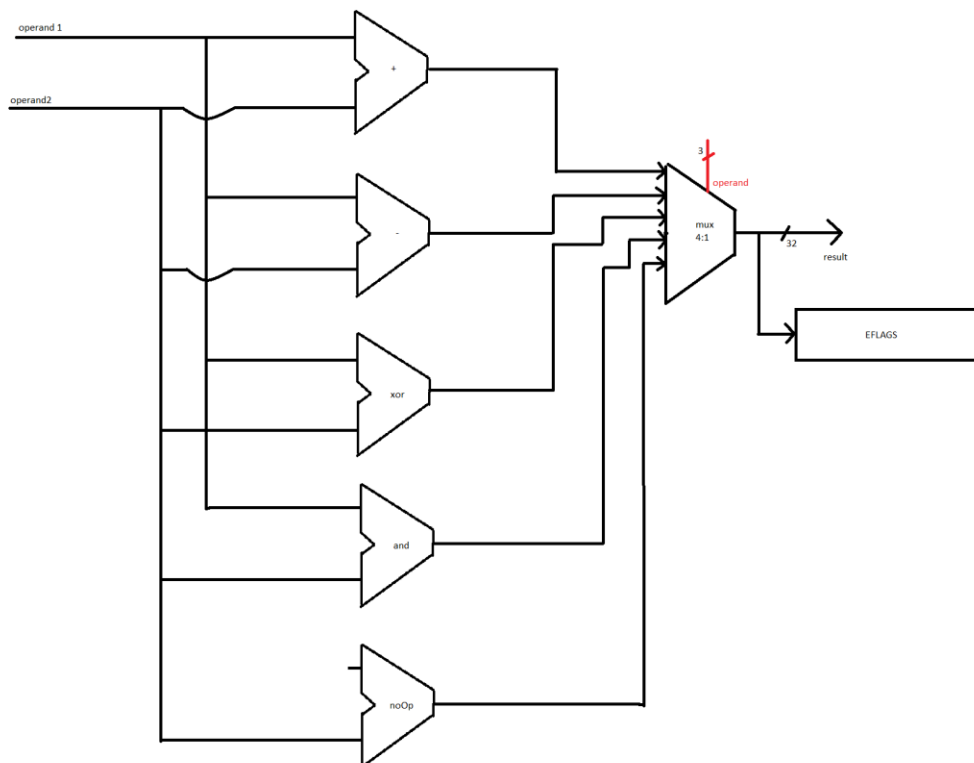 operand 1
+
operand2
3
operand
-
mux
4:1
32
result
EFLAGS
xor
and
noOp